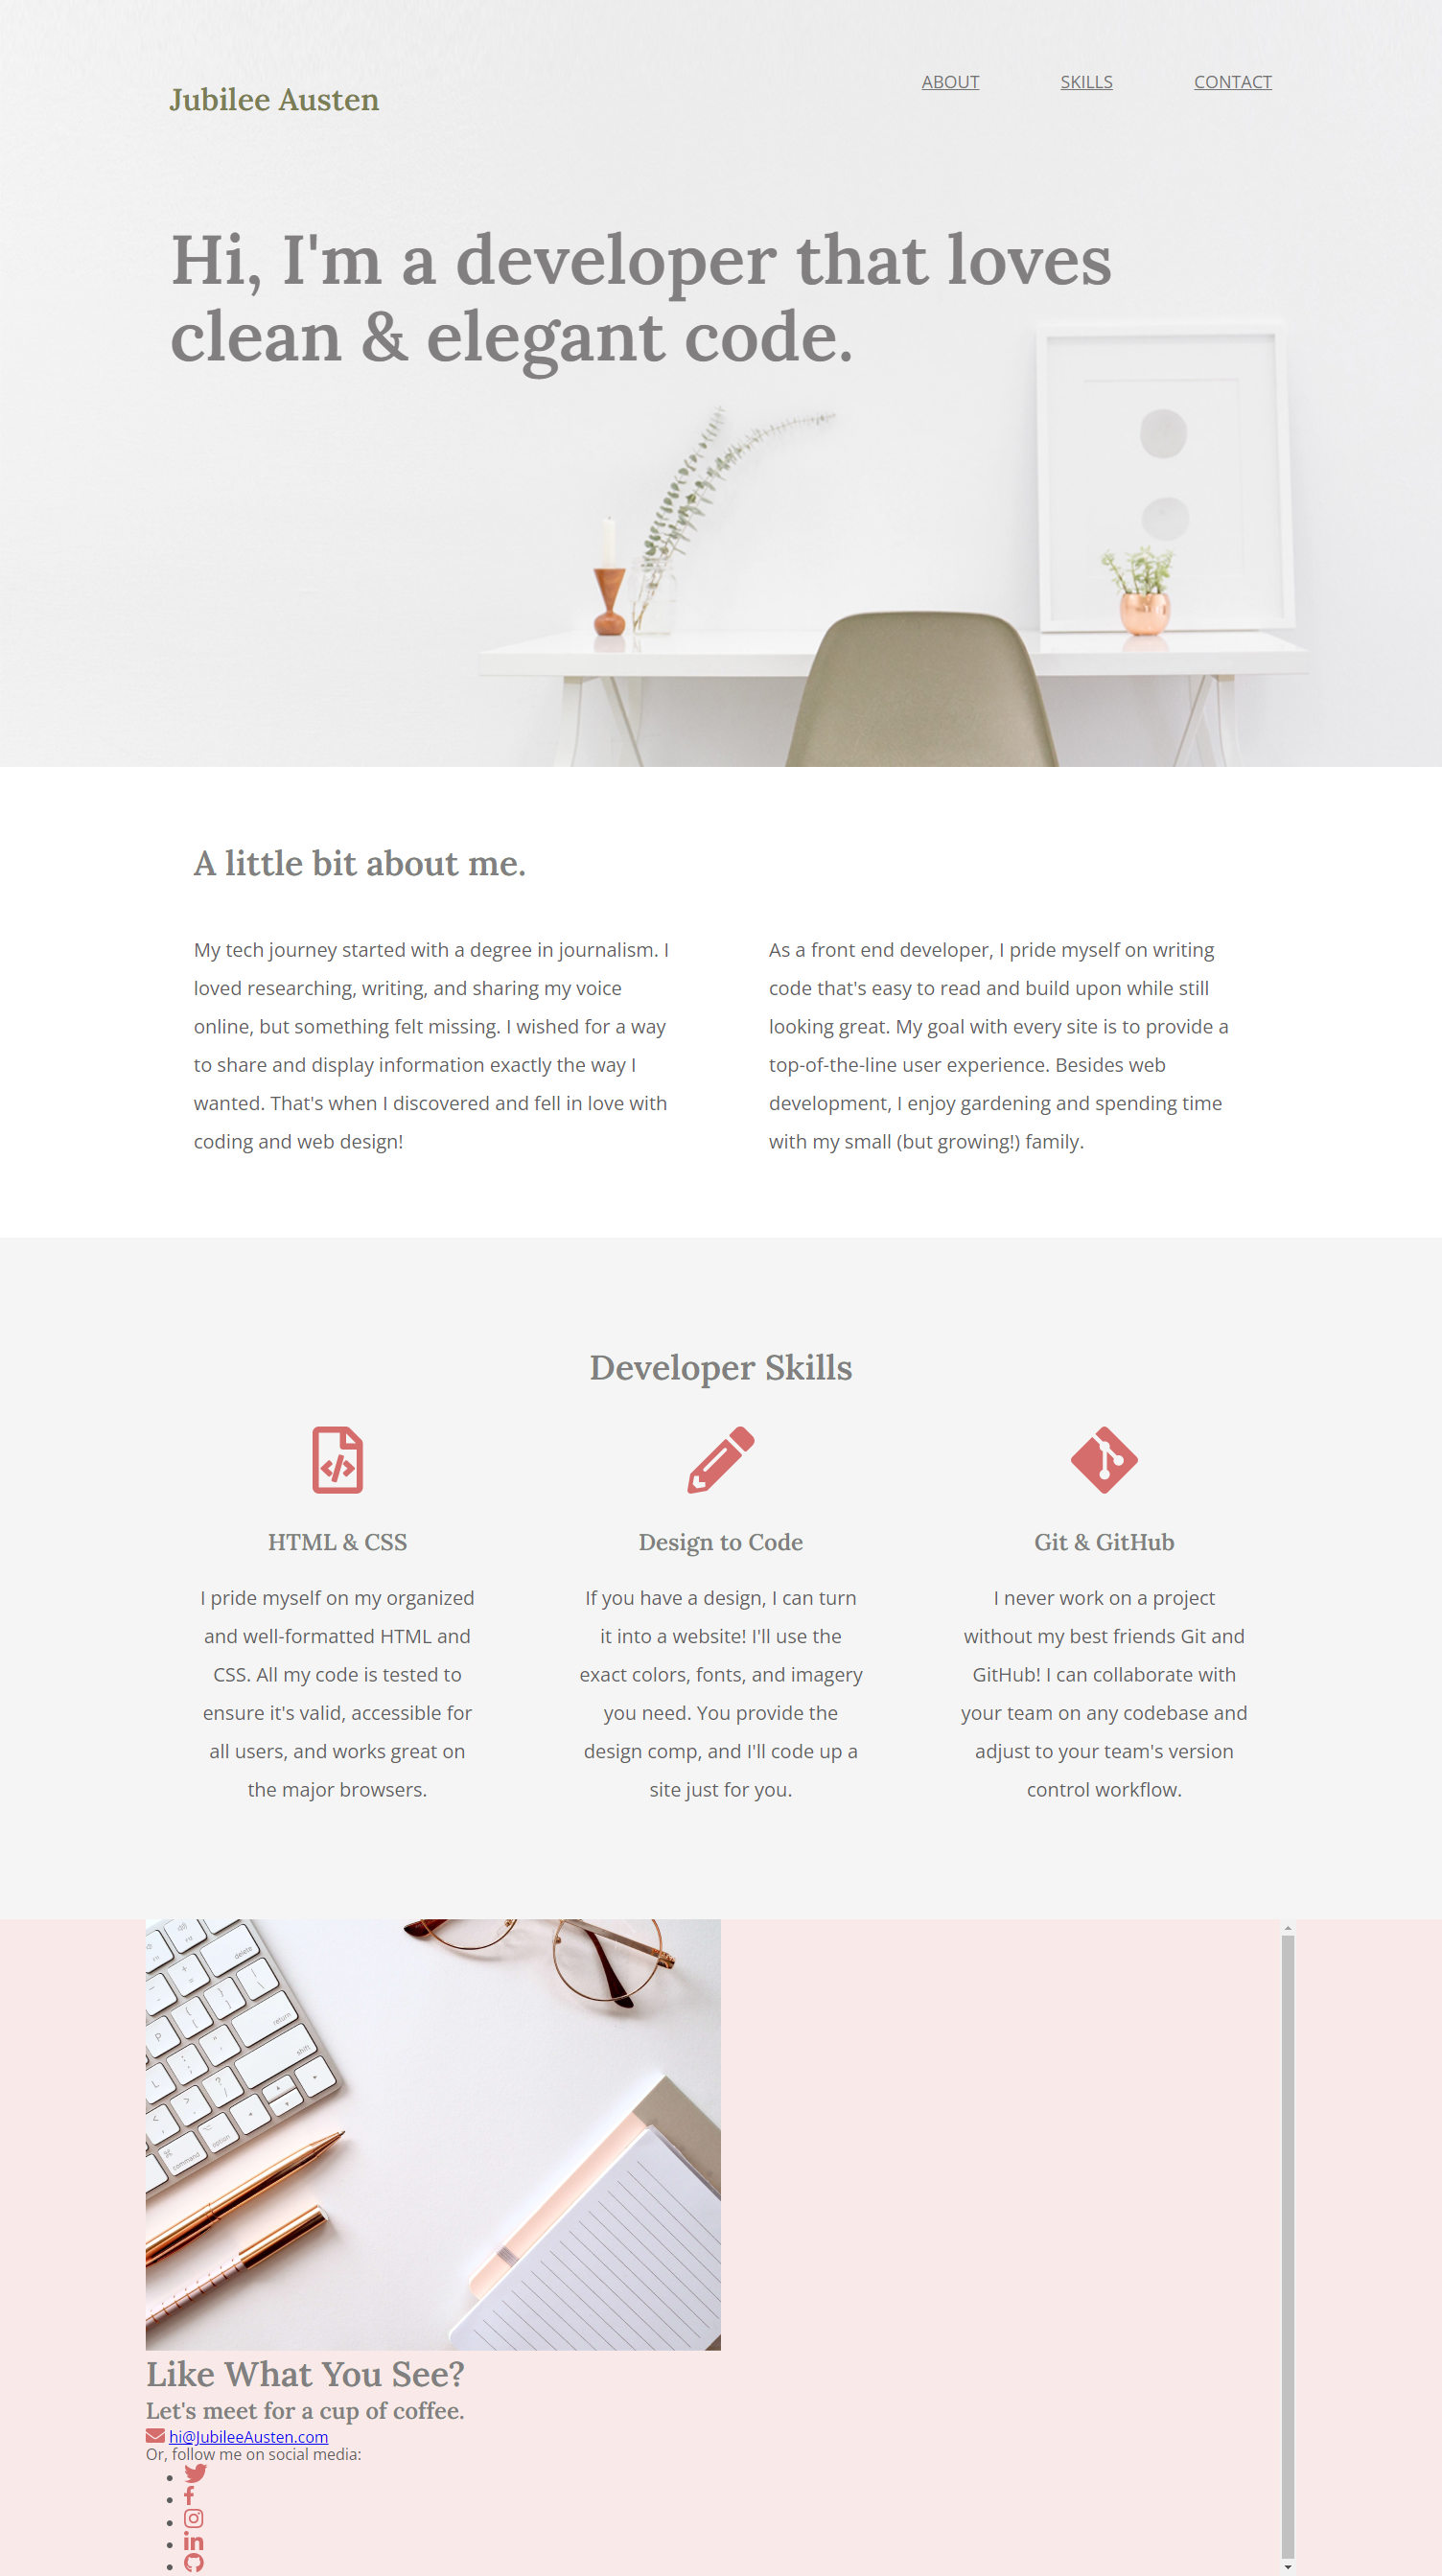 Jubilee Austen
ABOUT SKILLS CONTACT
Hi, I'm a developer that loves
clean & elegant code.
A little bit about me.
My tech journey started with a degree in journalism. I
loved researching, writing, and sharing my voice
online, but something felt missing. I wished for a way
to share and display information exactly the way I
wanted. That's when I discovered and fell in love with
coding and web design!
As a front end developer, I pride myself on writing
code that's easy to read and build upon while still
looking great. My goal with every site is to provide a
top-of-the-line user experience. Besides web
development, I enjoy gardening and spending time
with my small (but growing!) family.
Developer Skills
HTML & CSS
I pride myself on my organized
and well-formatted HTML and
CSS. All my code is tested to
ensure it's valid, accessible for
all users, and works great on
the major browsers.
Design to Code
If you have a design, I can turn
it into a website! I'll use the
exact colors, fonts, and imagery
you need. You provide the
design comp, and I'll code up a
site just for you.
Git & GitHub
I never work on a project
without my best friends Git and
GitHub! I can collaborate with
your team on any codebase and
adjust to your team's version
control workflow.
delete
return
shift
command
option
P
L
Like What You See?
Let's meet for a cup of coffee.
hi@JubileeAusten.com
Or, follow me on social media: